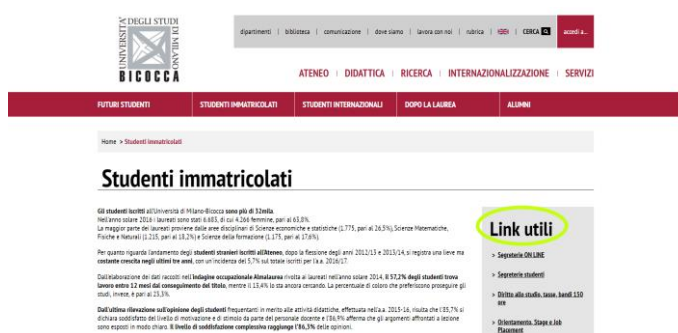 UNIVERSITÀ DEGLI STUDI DI MILANO
BICOCCA
dipartimenti | biblioteca | comunicazione | dove siamo | lavora con noi | rubrica | | CERCA accedi a...
ATENEO | DIDATTICA | RICERCA | INTERNAZIONALIZZAZIONE | SERVIZI
FUTURI STUDENTI STUDENTI IMMATRICOLATI STUDENTI INTERNAZIONALI DOPO LA LAUREA ALUMNI
Home > Studenti immatricolati
Studenti immatricolati
Gli studenti iscritti all'Università di Milano-Bicocca sono più di 32mila.
Nell'anno solare 2016 i laureati sono stati 6.683, di cui 4.266 femmine, pari al 63,8%.
La maggior parte dei laureati proviene dalle aree disciplinari di Scienze economiche e statistiche (1.775, pari al 26,5%), Scienze Matematiche,
Fisiche e Naturali (1.215, pari al 18,2%) e Scienze della formazione (1.175, pari al 17,6%).
Per quanto riguarda l'andamento degli studenti stranieri iscritti all'Ateneo, dopo la flessione degli anni 2012/13 e 2013/14, si registra una lieve ma
costante crescita negli ultimi tre anni, con un'incidenza del 5,7% sul totale iscritti per l'a.a. 2016/17.
Dall'elaborazione dei dati raccolti nell'indagine occupazionale Almalaurea rivolta ai laureati nell'anno solare 2014, il 57,2% degli studenti trova
lavoro entro 12 mesi dal conseguimento del titolo, mentre il 13,4% lo sta ancora cercando. La percentuale di coloro che preferiscono proseguire gli
studi, invece, è pari al 23,3%.
Dall'ultima rilevazione sull'opinione degli studenti frequentanti in merito alle attività didattiche, effettuata nell'a.a. 2015-16, risulta che l'85,7% si
dichiara soddisfatto del livello di motivazione e di stimolo da parte del personale docente e l'86,9% afferma che gli argomenti affrontati a lezione
sono esposti in modo chiaro. Il livello di soddisfazione complessiva raggiunge l'86,3% delle opinioni.
Link utili
> Segreterie ON LINE
> Segreterie studenti
> Diritto allo studio, tasse, bandi 150
ore
> Orientamento, Stage e Job
Placement